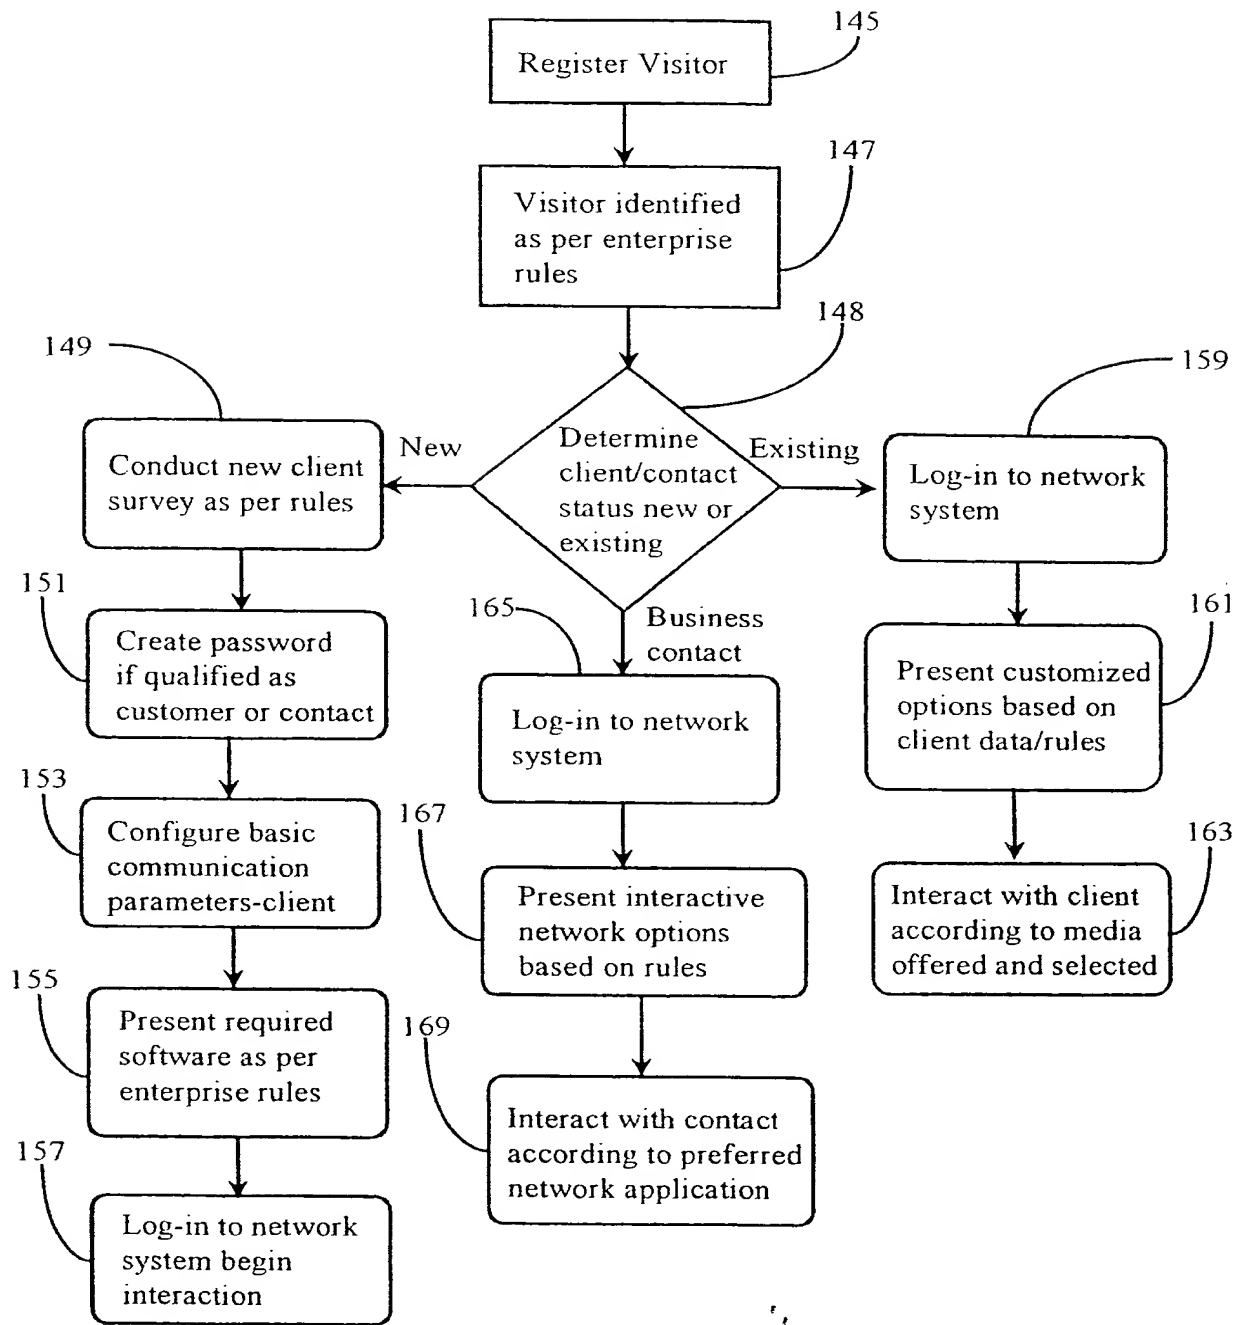 145
Register Visitor
147
Visitor identified
as per enterprise
rules
148
149
159
New
Determine
client/contact
status new or
existing
Existing
Conduct new client
survey as per rules
Log-in to network
system
151
Create password
if qualified as
customer or contact
165
Business
contact
161
Log-in to network
system
Present customized
options based on
client data/rules
153
Configure basic
communication
parameters-client
167
Present interactive
network options
based on rules
163
Interact with client
according to media
offered and selected
155
Present required
software as per
enterprise rules
169
Interact with contact
according to preferred
network application
157
Log-in to network
system begin
interaction